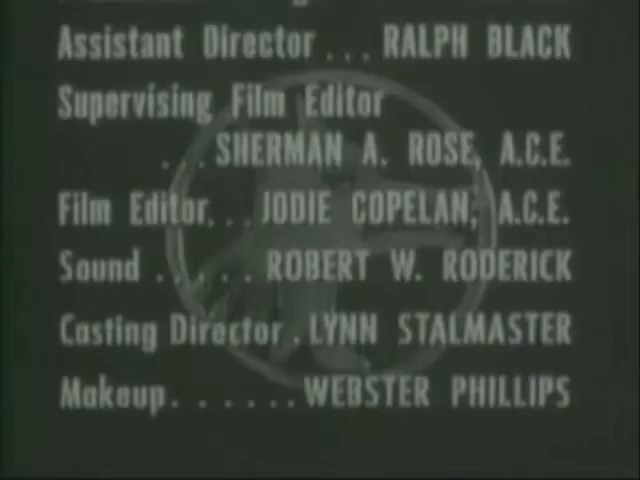 Assistant Director... RALPH BLACK
Supervising Film Editor
...SHERMAN A. ROSE, A.C.E.
Film Editor...JODIE COPELAN, A.C.E.
Sound ..... ROBERT W. RODERICK
Casting Director.LYNN STALMASTER
Makeup.......WEBSTER PHILLIPS